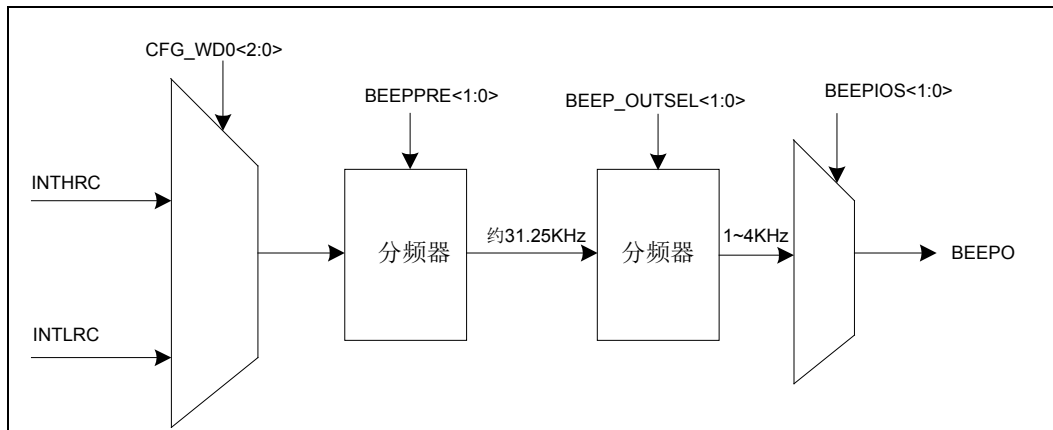 CFG_WD0<2:0>
BEEPPRE<1:0>
BEEP_OUTSEL<1:0>
BEEPIOS<1:0>
INTHRC
分频器
约31.25KHz
分频器
1~4KHz
BEEPO
INTLRC